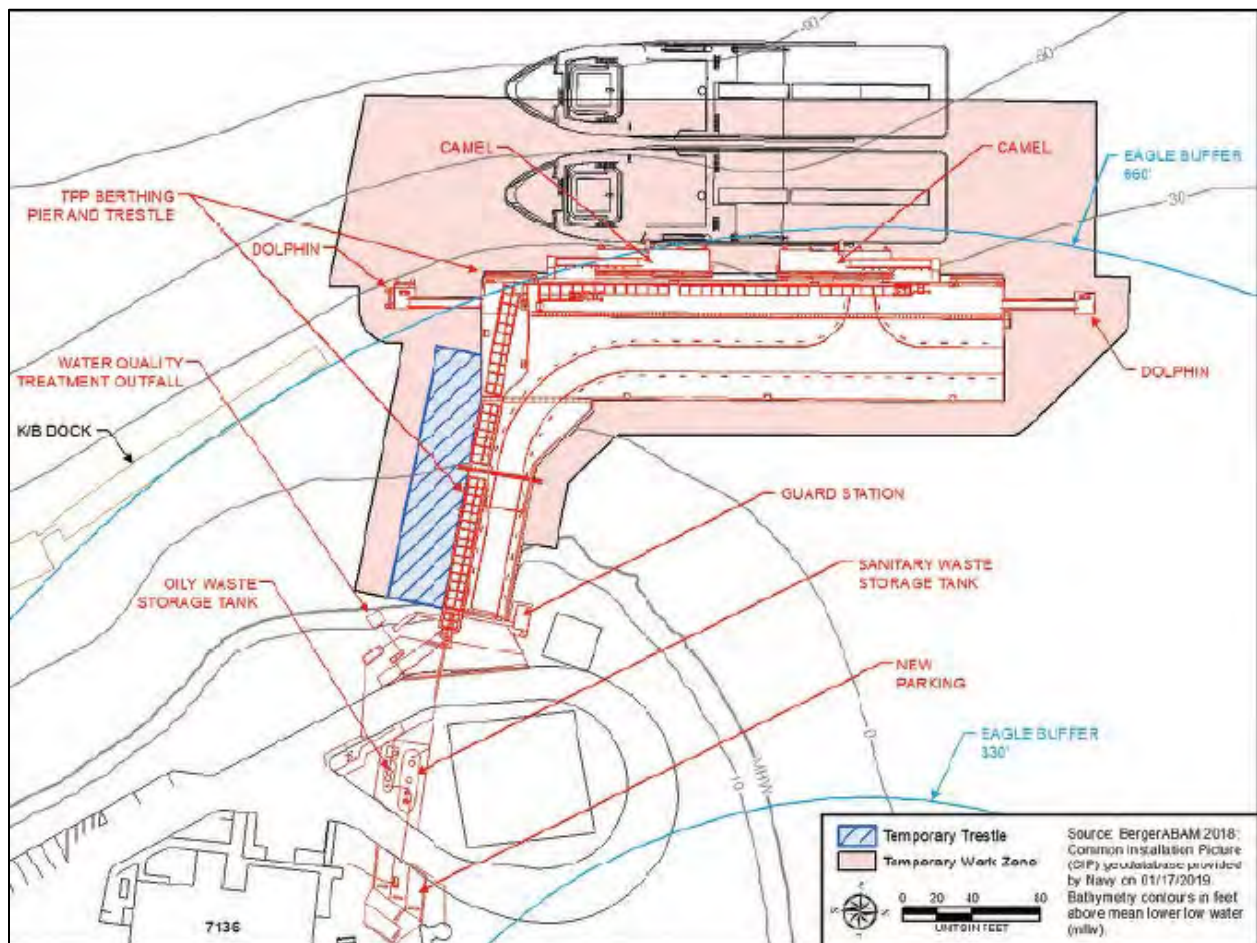 -90
-60
CAMEL
CAMEL
EAGLE BUFFER
660'
TPP BERTHING
PIER AND TRESTLE
-30
DOLPHIN
WATER QUALITY
TREATMENT OUTFALL
DOLPHIN
K/B DOCK
GUARD STATION
OILY WASTE
STORAGE TANK
SANITARY WASTE
STORAGE TANK
NEW
PARKING
0
EAGLE BUFFER
330'
MHW
10
7136
Temporary Trestle
Temporary Work Zone
0 20 40 80
UNITS IN FEET
Source: BergerABAM 2018;
Common Installation Picture
(CIP) geodatabase provided
by Navy on 01/17/2019.
Bathymetry contours in feet
above mean lower low water
(mllw).